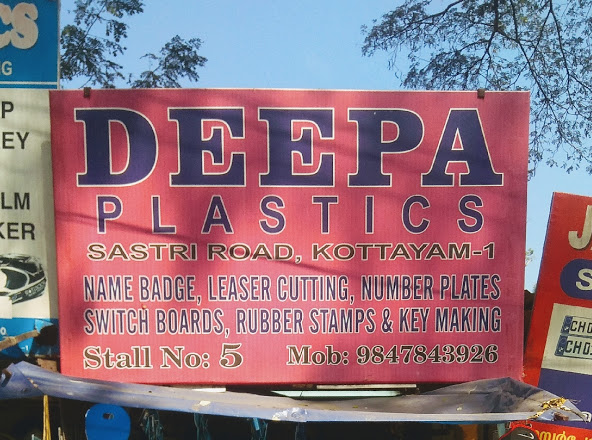 DEEPA
PLASTICS
SASTRI ROAD, KOTTAYAM-1
NAME BADGE, LEASER CUTTING, NUMBER PLATES
SWITCH BOARDS, RUBBER STAMPS & KEY MAKING
Stall No: 5 Mob: 9847843926